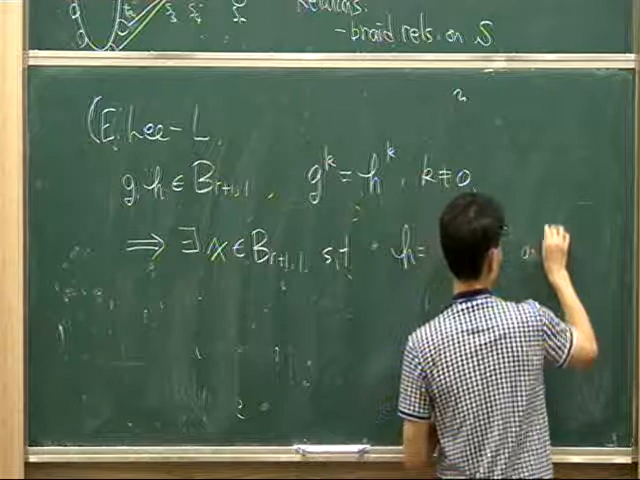 Relations:
- braid rels. on S
(E. Lee - L.
g, h ∈ B_{r+1,1}, g^k = h^k, k ≠ 0
⟹ ∃ x ∈ B_{r+1,1} s.t. h =